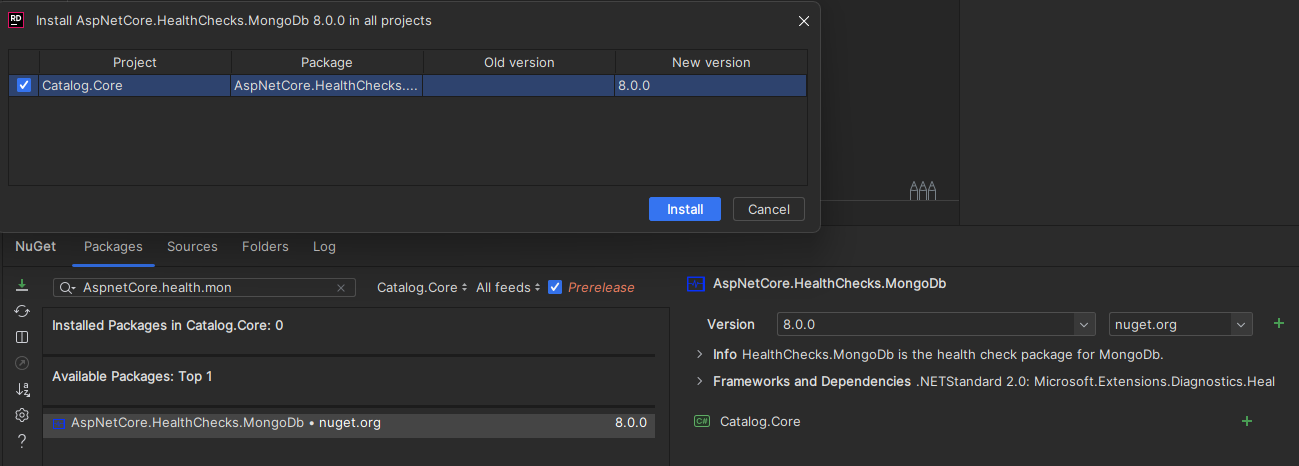 RD Install AspNetCore.HealthChecks.MongoDb 8.0.0 in all projects
Project Package Old version New version
Catalog.Core AspNetCore.HealthChecks.... 8.0.0
Install Cancel
NuGet Packages Sources Folders Log
AspnetCore.health.mon Catalog.Core All feeds Prerelease
Installed Packages in Catalog.Core: 0
Available Packages: Top 1
AspNetCore.HealthChecks.MongoDb • nuget.org 8.0.0
AspNetCore.HealthChecks.MongoDb
Version 8.0.0 nuget.org
Info HealthChecks.MongoDb is the health check package for MongoDb.
Frameworks and Dependencies .NETStandard 2.0: Microsoft.Extensions.Diagnostics.Heal
C# Catalog.Core